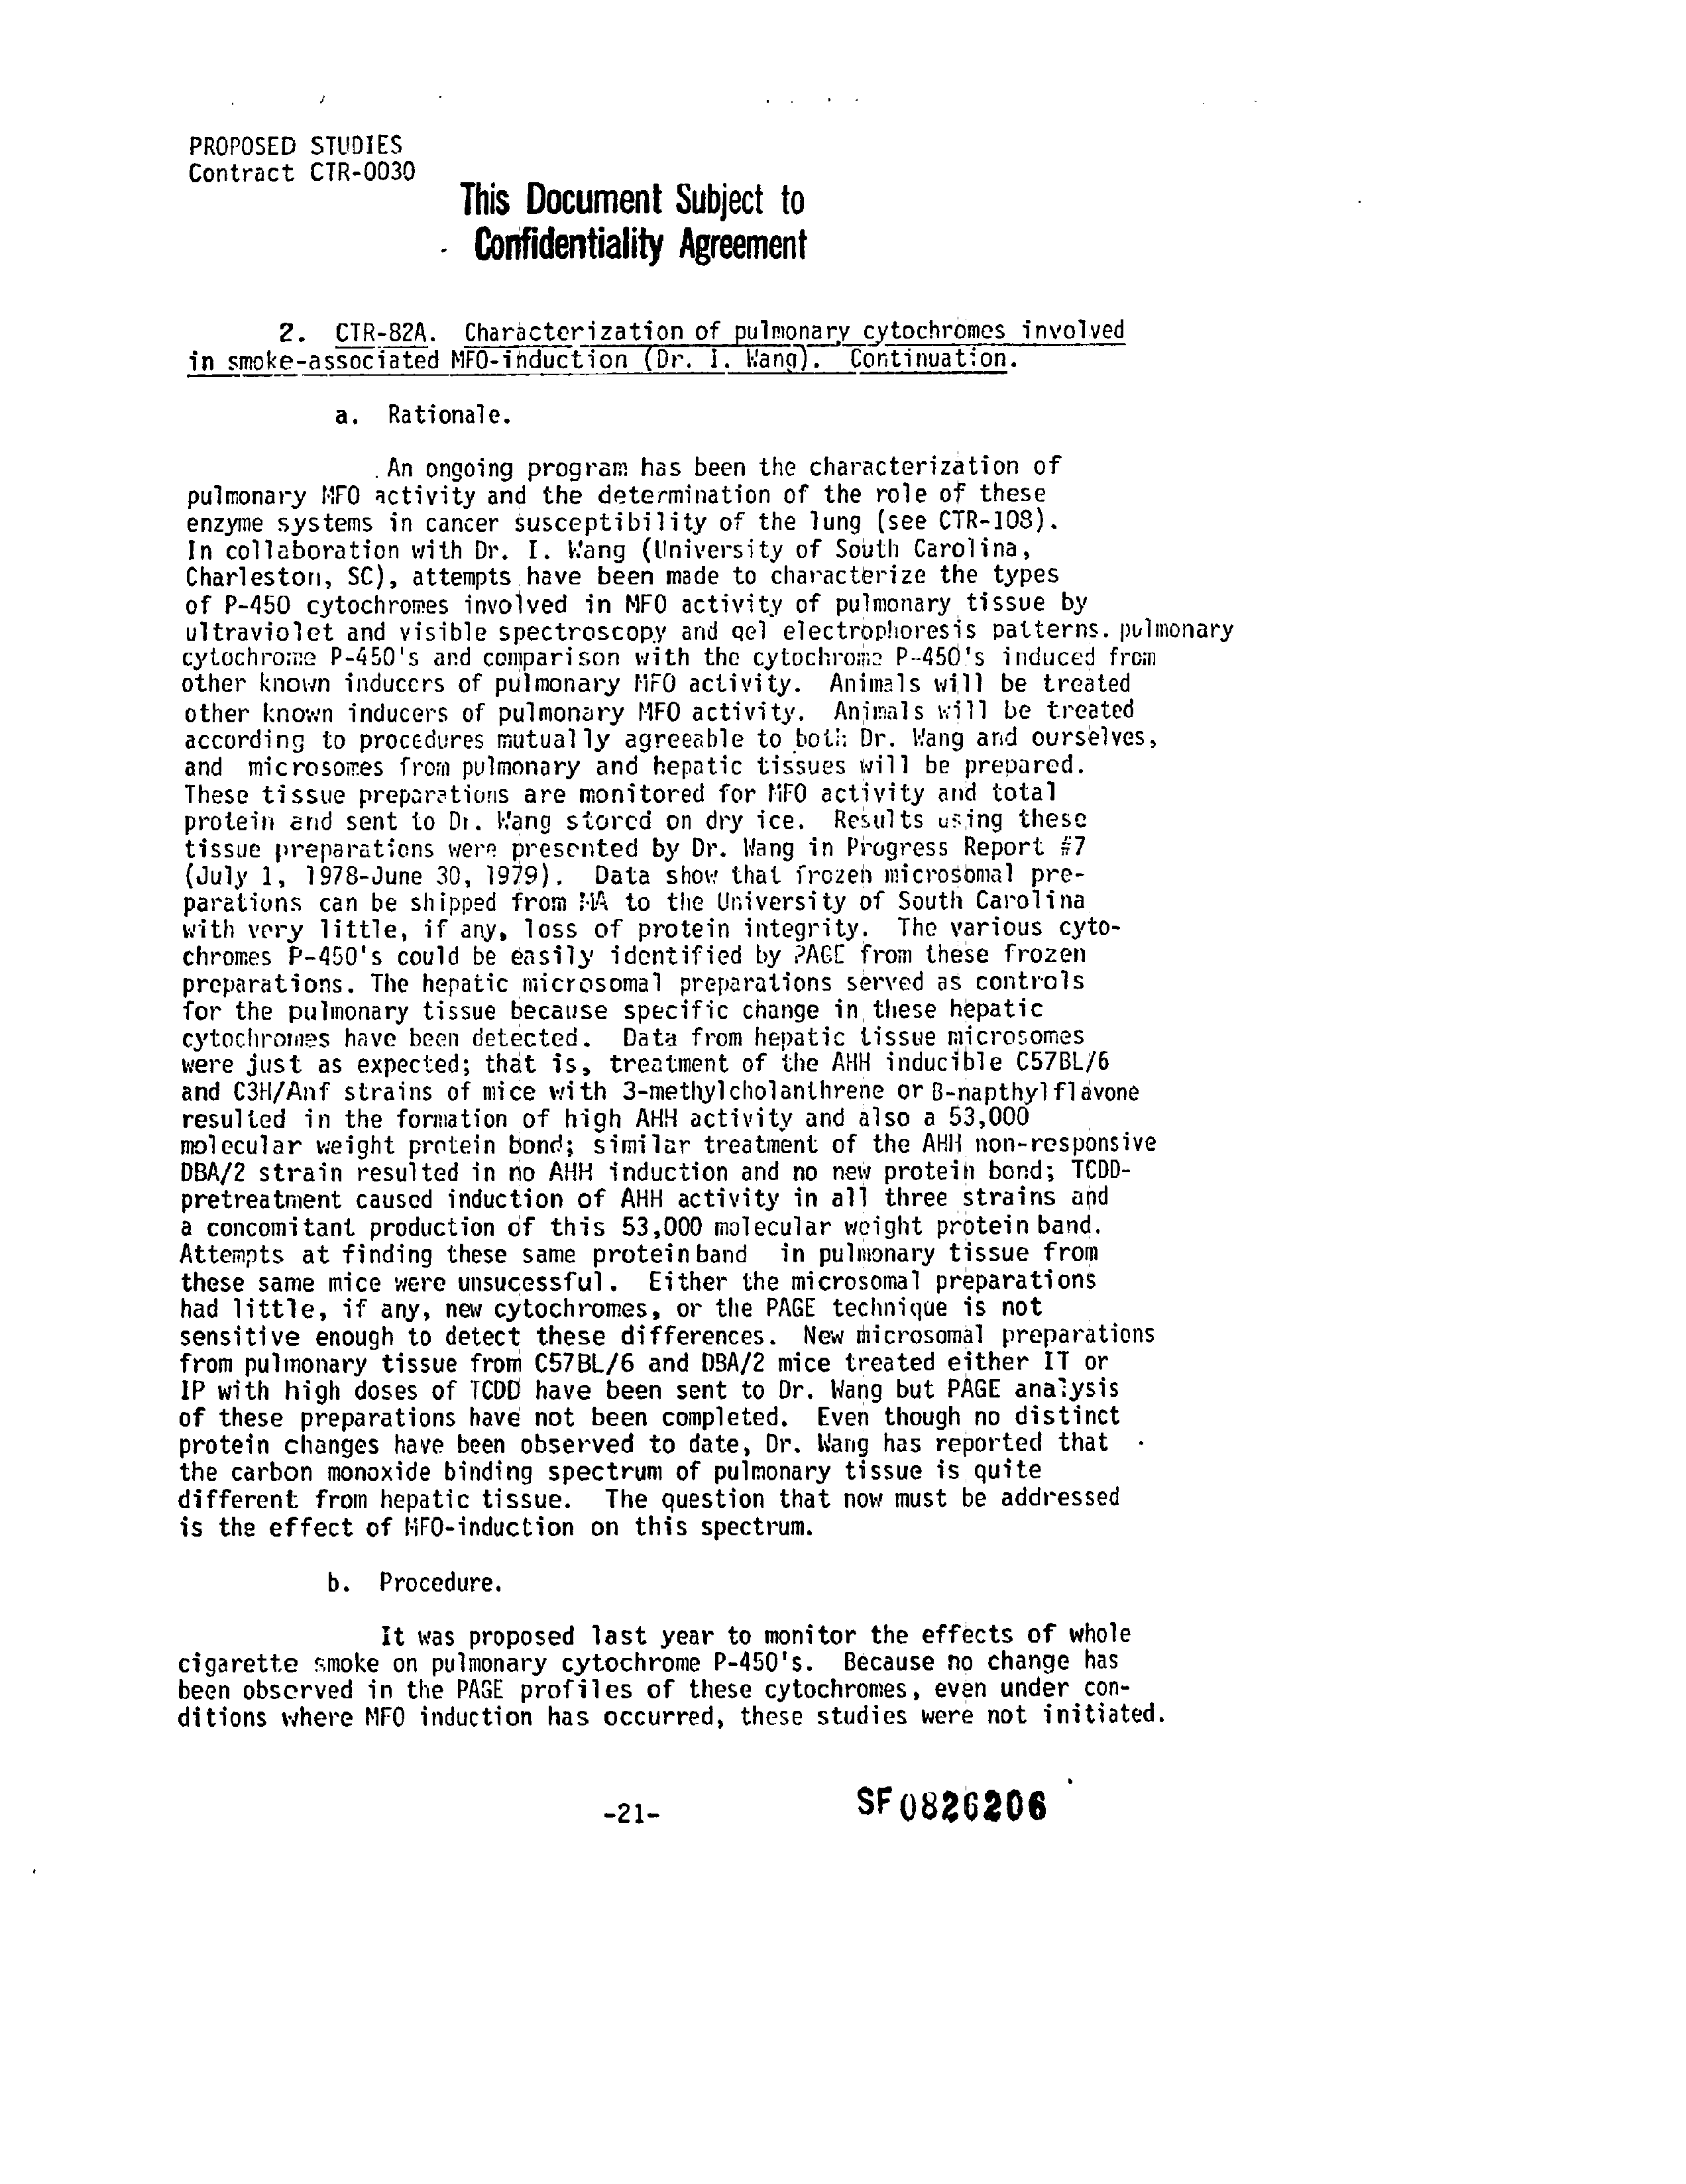 PROPOSED STUDIES
Contract CTR-0030
This Document Subject to
Confidentiality Agreement
2. CTR-82A. Characterization of pulmonary cytochromes involved
in smoke-associated MFO-induction (Dr. I. Wang). Continuation.
a. Rationale.
An ongoing program has been the characterization of
pulmonary MFO activity and the determination of the role of these
enzyme systems in cancer susceptibility of the lung (see CTR-108).
In collaboration with Dr. I. Wang (University of South Carolina,
Charleston, SC), attempts have been made to characterize the types
of P-450 cytochromes involved in MFO activity of pulmonary tissue by
ultraviolet and visible spectroscopy and gel electrophoresis patterns. pulmonary
cytochrome P-450's and comparison with the cytochrome P-450's induced from
other known inducers of pulmonary MFO activity. Animals will be treated
other known inducers of pulmonary MFO activity. Animals will be treated
according to procedures mutually agreeable to both Dr. Wang and ourselves,
and microsomes from pulmonary and hepatic tissues will be prepared.
These tissue preparations are monitored for MFO activity and total
protein and sent to Dr. Wang stored on dry ice. Results using these
tissue preparations were presented by Dr. Wang in Progress Report #7
(July 1, 1978-June 30, 1979). Data show that frozen microsomal pre-
parations can be shipped from MA to the University of South Carolina
with very little, if any, loss of protein integrity. The various cyto-
chromes P-450's could be easily identified by PAGE from these frozen
preparations. The hepatic microsomal preparations served as controls
for the pulmonary tissue because specific change in these hepatic
cytochromes have been detected. Data from hepatic tissue microsomes
were just as expected; that is, treatment of the AHH inducible C57BL/6
and C3H/Anf strains of mice with 3-methylcholanthrene or B-napthylflavone
resulted in the formation of high AHH activity and also a 53,000
molecular weight protein bond; similar treatment of the AHH non-responsive
DBA/2 strain resulted in no AHH induction and no new protein bond; TCDD-
pretreatment caused induction of AHH activity in all three strains and
a concomitant production of this 53,000 molecular weight protein band.
Attempts at finding these same protein band in pulmonary tissue from
these same mice were unsucessful. Either the microsomal preparations
had little, if any, new cytochromes, or the PAGE technique is not
sensitive enough to detect these differences. New microsomal preparations
from pulmonary tissue from C57BL/6 and DBA/2 mice treated either IT or
IP with high doses of TCDD have been sent to Dr. Wang but PAGE analysis
of these preparations have not been completed. Even though no distinct
protein changes have been observed to date, Dr. Wang has reported that
the carbon monoxide binding spectrum of pulmonary tissue is quite
different from hepatic tissue. The question that now must be addressed
is the effect of MFO-induction on this spectrum.
b. Procedure.
It was proposed last year to monitor the effects of whole
cigarette smoke on pulmonary cytochrome P-450's. Because no change has
been observed in the PAGE profiles of these cytochromes, even under con-
ditions where MFO induction has occurred, these studies were not initiated.
-21-
SF 0826206